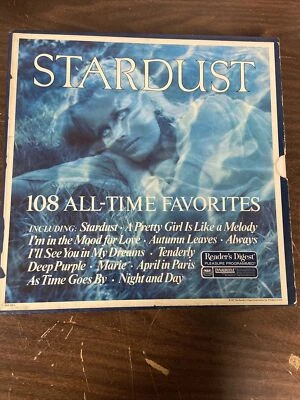 STARDUST
108 ALL-TIME FAVORITES
INCLUDING: Stardust · A Pretty Girl Is Like a Melody
I'm in the Mood for Love · Autumn Leaves · Always
I'll See You in My Dreams · Tenderly
Deep Purple · Marie · April in Paris
As Time Goes By · Night and Day
Reader's Digest
PLEASURE PROGRAMMED